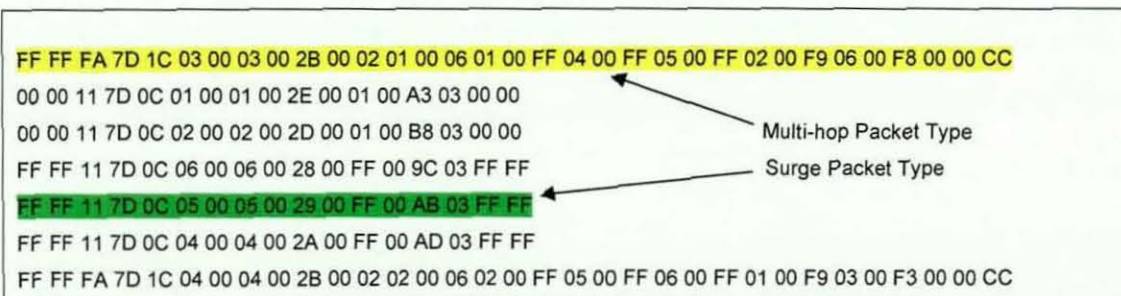 FF FF FA 7D 1C 03 00 03 00 2B 00 02 01 00 06 01 00 FF 04 00 FF 05 00 FF 02 00 F9 06 00 F8 00 00 CC
00 00 11 7D 0C 01 00 01 00 2E 00 01 00 A3 03 00 00
00 00 11 7D 0C 02 00 02 00 2D 00 01 00 B8 03 00 00
Multi-hop Packet Type
FF FF 11 7D 0C 06 00 06 00 28 00 FF 00 9C 03 FF FF
Surge Packet Type
FF FF 11 7D 0C 05 00 05 00 29 00 FF 00 AB 03 FF FF
FF FF 11 7D 0C 04 00 04 00 2A 00 FF 00 AD 03 FF FF
FF FF FA 7D 1C 04 00 04 00 2B 00 02 02 00 06 02 00 FF 05 00 FF 06 00 FF 01 00 F9 03 00 F3 00 00 CC